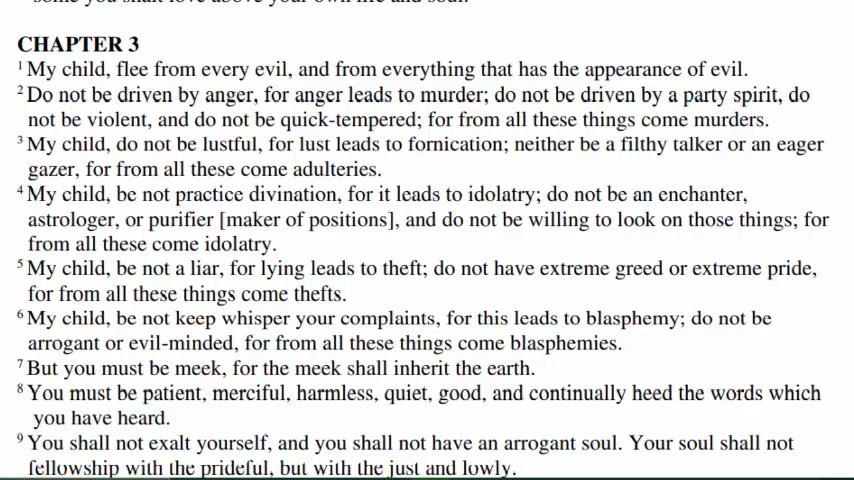 some you shall love above your own life and soul.
CHAPTER 3
1 My child, flee from every evil, and from everything that has the appearance of evil.
2 Do not be driven by anger, for anger leads to murder; do not be driven by a party spirit, do
not be violent, and do not be quick-tempered; for from all these things come murders.
3 My child, do not be lustful, for lust leads to fornication; neither be a filthy talker or an eager
gazer, for from all these come adulteries.
4 My child, be not practice divination, for it leads to idolatry; do not be an enchanter,
astrologer, or purifier [maker of positions], and do not be willing to look on those things; for
from all these come idolatry.
5 My child, be not a liar, for lying leads to theft; do not have extreme greed or extreme pride,
for from all these things come thefts.
6 My child, be not keep whisper your complaints, for this leads to blasphemy; do not be
arrogant or evil-minded, for from all these things come blasphemies.
7 But you must be meek, for the meek shall inherit the earth.
8 You must be patient, merciful, harmless, quiet, good, and continually heed the words which
you have heard.
9 You shall not exalt yourself, and you shall not have an arrogant soul. Your soul shall not
fellowship with the prideful, but with the just and lowly.